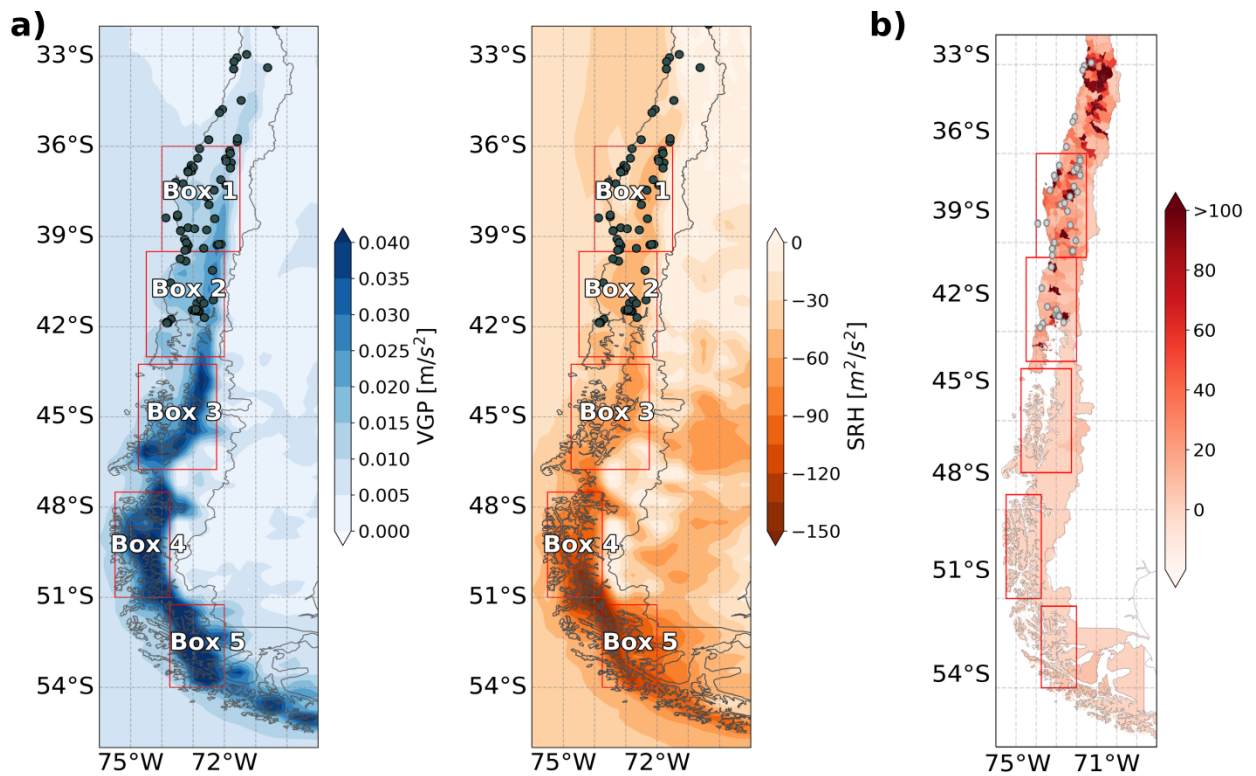 a)
33°S
36°S
39°S
42°S
45°S
48°S
51°S
54°S
75°W
72°W
Box 1
Box 2
Box 3
Box 4
Box 5
0.040
0.035
0.030
0.025
0.020
0.015
0.010
0.005
0.000
VGP [m/s²]
33°S
36°S
39°S
42°S
45°S
48°S
51°S
54°S
75°W
72°W
Box 1
Box 2
Box 3
Box 4
Box 5
0
−30
−60
−90
−120
−150
SRH [m²/s²]
b)
33°S
36°S
39°S
42°S
45°S
48°S
51°S
54°S
75°W
71°W
>100
80
60
40
20
0